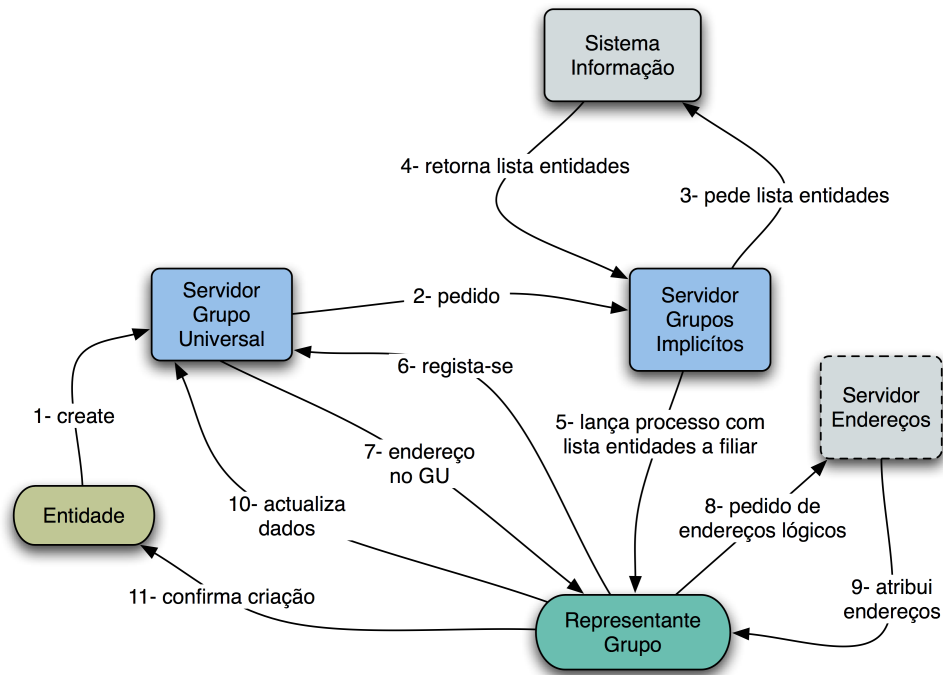 Sistema
Informação
4- retorna lista entidades
3- pede lista entidades
Servidor
Grupo
Universal
2- pedido
Servidor
Grupos
Implicítos
6- regista-se
Servidor
Endereços
1- create
5- lança processo com
lista entidades a filiar
7- endereço
no GU
10- actualiza
dados
8- pedido de
endereços lógicos
Entidade
9- atribui
endereços
11- confirma criação
Representante
Grupo